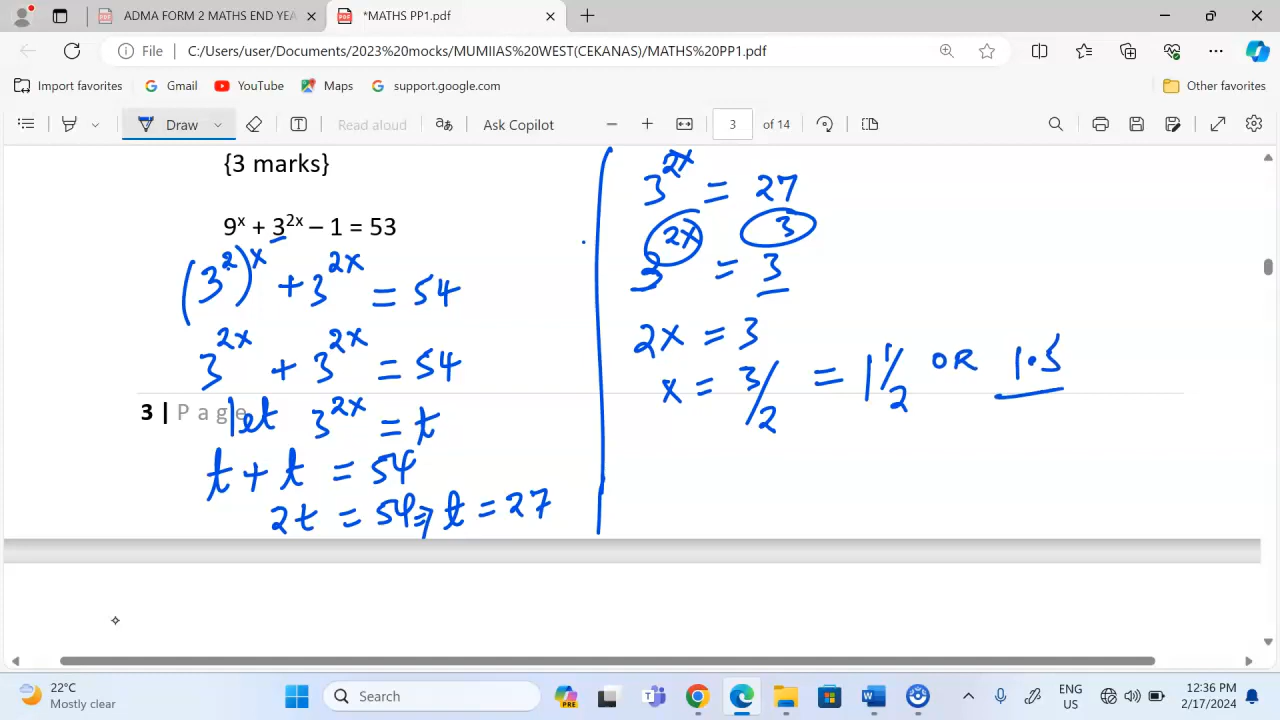 ADMA FORM 2 MATHS END YEA
*MATHS PP1.pdf
File C:/Users/user/Documents/2023%20mocks/MUMIIAS%20WEST(CEKANAS)/MATHS%20PP1.pdf
Import favorites Gmail YouTube Maps support.google.com Other favorites
Draw Read aloud Ask Copilot 3 of 14
{3 marks}
9ˣ + 3²ˣ – 1 = 53
(3²)ˣ + 3²ˣ = 54
3²ˣ + 3²ˣ = 54
3 | Page
let 3²ˣ = t
t + t = 54
2t = 54 ⇒ t = 27
3²ˣ = 27
3²ˣ = 3³
2x = 3
x = 3/2 = 1 1/2 OR 1.5
22°C
Mostly clear
Search
PRE
ENG
US
12:36 PM
2/17/2024